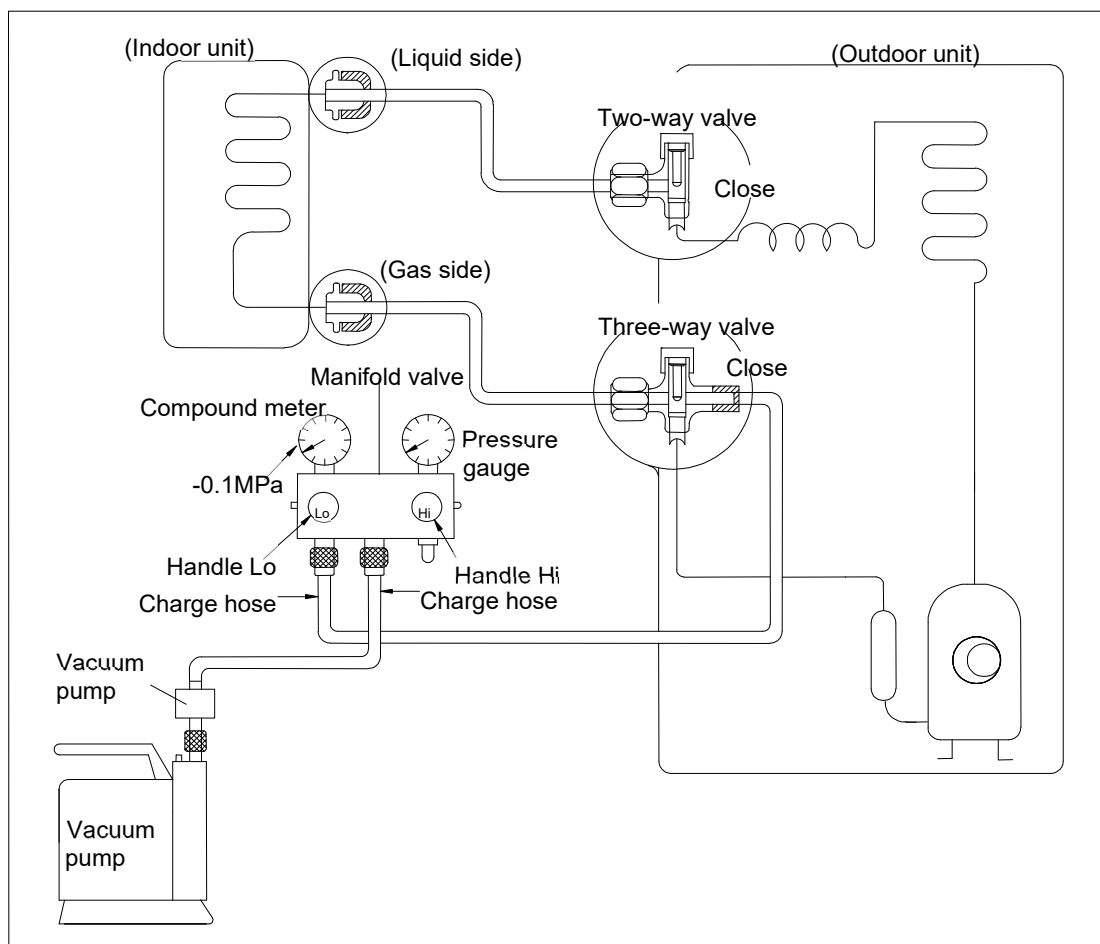 (Indoor unit)
(Liquid side)
(Outdoor unit)
Two-way valve
Close
(Gas side)
Three-way valve
Close
Manifold valve
Compound meter
Pressure
gauge
-0.1MPa
Lo
Hi
Handle Lo
Handle Hi
Charge hose
Charge hose
Vacuum
pump
Vacuum
pump